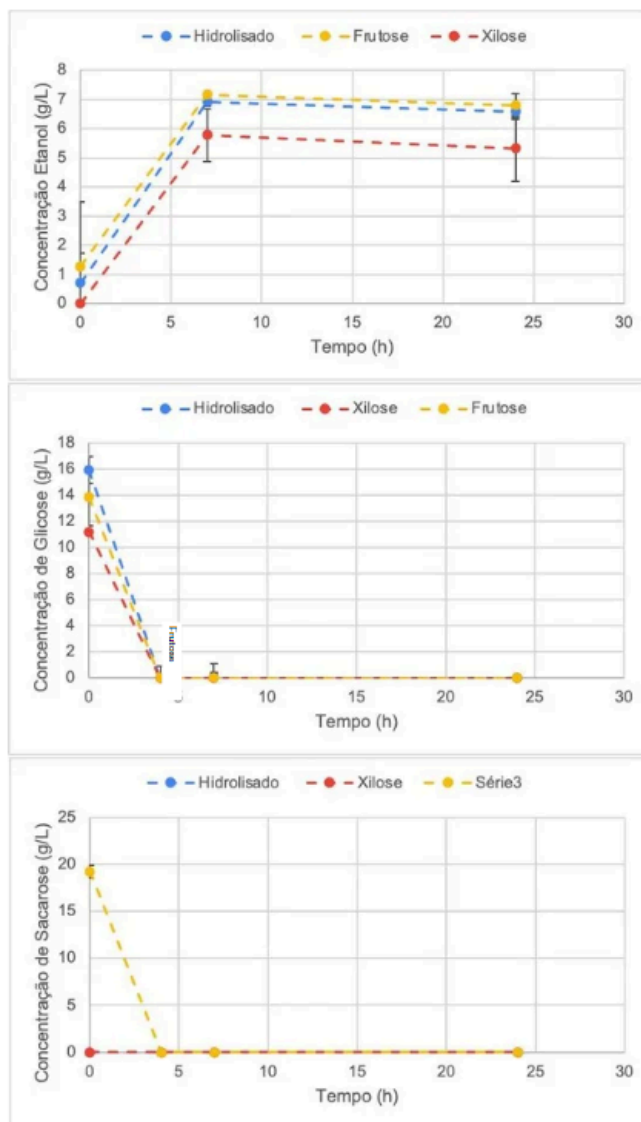 Hidrolisado Frutose Xilose
8
7
6
5
4
3
2
1
0
Concentração Etanol (g/L)
0 5 10 15 20 25 30
Tempo (h)
Hidrolisado Xilose Frutose
18
16
14
12
10
8
6
4
2
0
Concentração de Glicose (g/L)
Frutose
0 5 10 15 20 25 30
Tempo (h)
Hidrolisado Xilose Série3
25
20
15
10
5
0
Concentração de Sacarose (g/L)
0 5 10 15 20 25 30
Tempo (h)